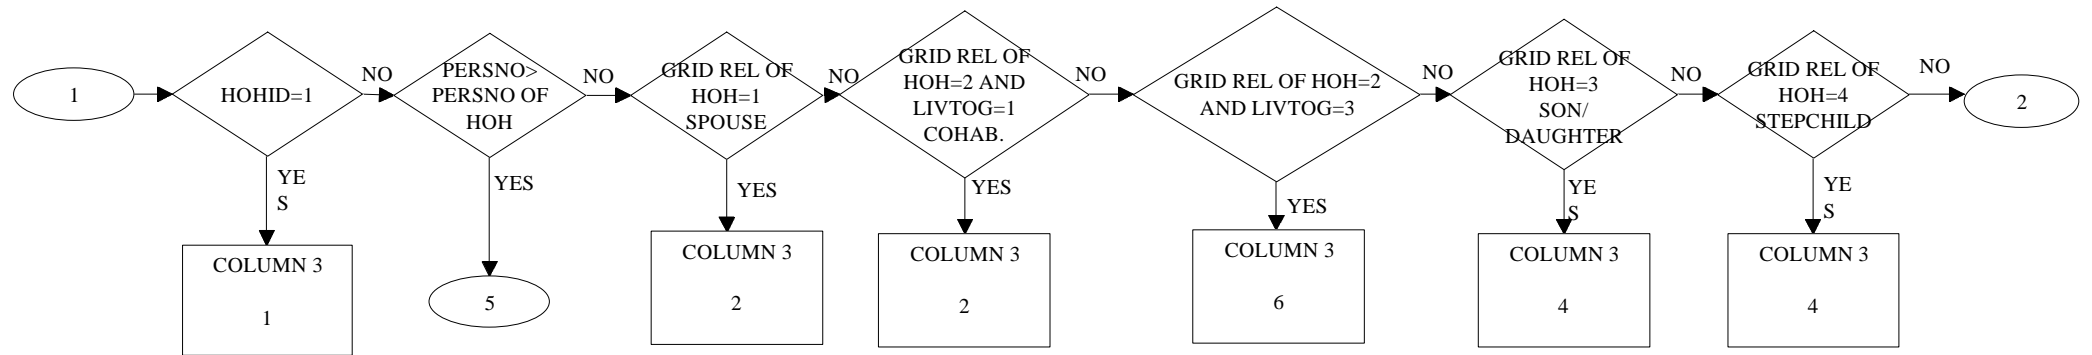 1
HOHID=1
NO
YE
S
COLUMN 3
1
PERSNO>
PERSNO OF
HOH
NO
YES
5
GRID REL OF
HOH=1
SPOUSE
NO
YES
COLUMN 3
2
GRID REL OF
HOH=2 AND
LIVTOG=1
COHAB.
NO
YES
COLUMN 3
2
GRID REL OF HOH=2
AND LIVTOG=3
NO
YES
COLUMN 3
6
GRID REL OF
HOH=3
SON/
DAUGHTER
NO
YE
S
COLUMN 3
4
GRID REL OF
HOH=4
STEPCHILD
NO
YE
S
COLUMN 3
4
2